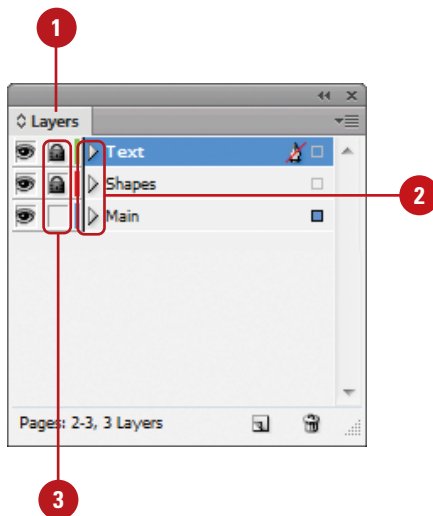 1
Layers
Text
Shapes
2
Main
Pages: 2-3, 3 Layers
3